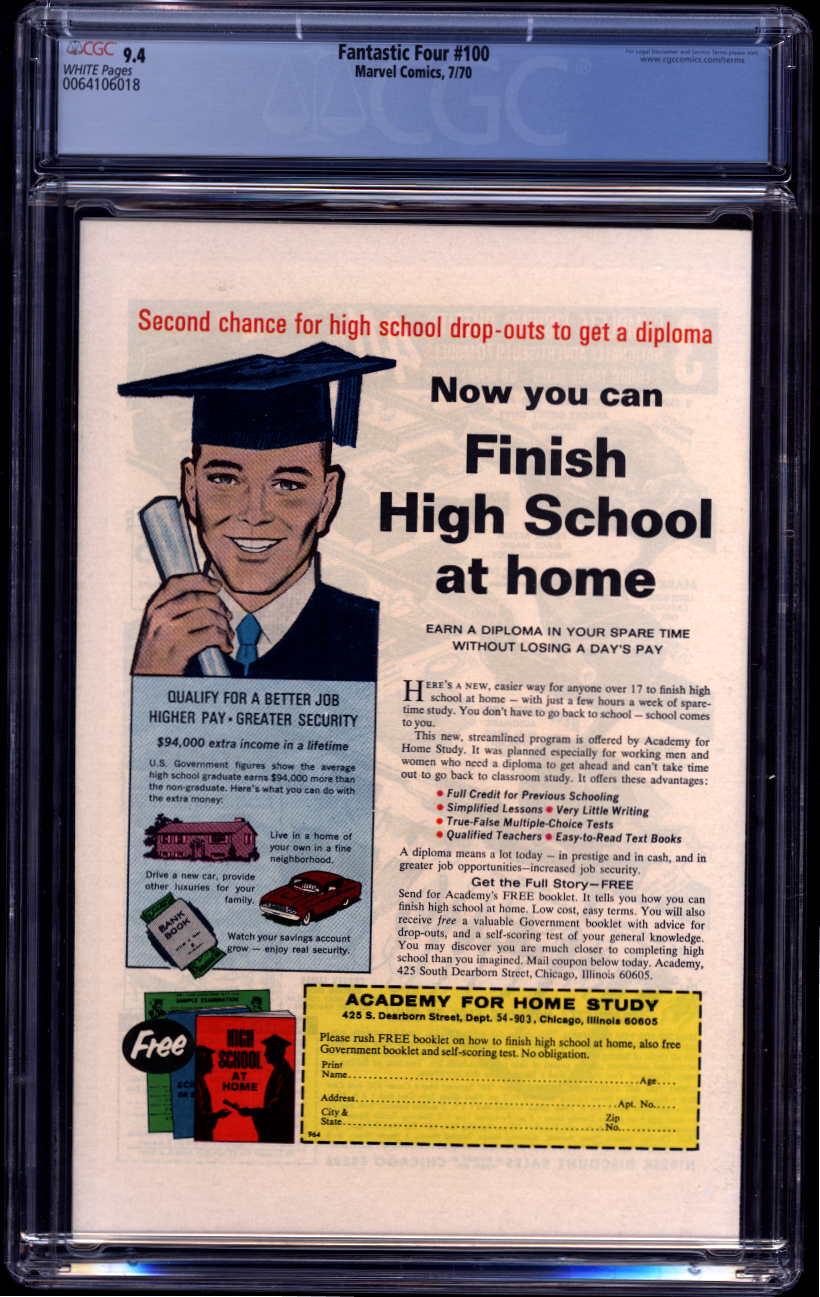 CGC 9.4
WHITE Pages
0064106018
Fantastic Four #100
Marvel Comics, 7/70
For Legal Disclaimer and Service Terms please visit:
www.cgccomics.com/terms
CGC
Second chance for high school drop-outs to get a diploma
Now you can
Finish
High School
at home
EARN A DIPLOMA IN YOUR SPARE TIME
WITHOUT LOSING A DAY'S PAY
QUALIFY FOR A BETTER JOB
HIGHER PAY • GREATER SECURITY
$94,000 extra income in a lifetime
U.S. Government figures show the average
high school graduate earns $94,000 more than
the non-graduate. Here's what you can do with
the extra money:
Live in a home of
your own in a fine
neighborhood.
Drive a new car, provide
other luxuries for your
family.
BANK
BOOK
Watch your savings account
grow — enjoy real security.
HERE'S A NEW, easier way for anyone over 17 to finish high
school at home — with just a few hours a week of spare-
time study. You don't have to go back to school — school comes
to you.
This new, streamlined program is offered by Academy for
Home Study. It was planned especially for working men and
women who need a diploma to get ahead and can't take time
out to go back to classroom study. It offers these advantages:
• Full Credit for Previous Schooling
• Simplified Lessons • Very Little Writing
• True-False Multiple-Choice Tests
• Qualified Teachers • Easy-to-Read Text Books
A diploma means a lot today — in prestige and in cash, and in
greater job opportunities—increased job security.
Get the Full Story—FREE
Send for Academy's FREE booklet. It tells you how you can
finish high school at home. Low cost, easy terms. You will also
receive free a valuable Government booklet with advice for
drop-outs, and a self-scoring test of your general knowledge.
You may discover you are much closer to completing high
school than you imagined. Mail coupon below today. Academy,
425 South Dearborn Street, Chicago, Illinois 60605.
Free
SAMPLE EXAMINATION
HIGH
SCHOOL
AT
HOME
ACADEMY FOR HOME STUDY
425 S. Dearborn Street, Dept. 54-903, Chicago, Illinois 60605
Please rush FREE booklet on how to finish high school at home, also free
Government booklet and self-scoring test. No obligation.
Print
Name.......Age....
Address.......Apt. No.....
City &
State.......Zip No.......
964